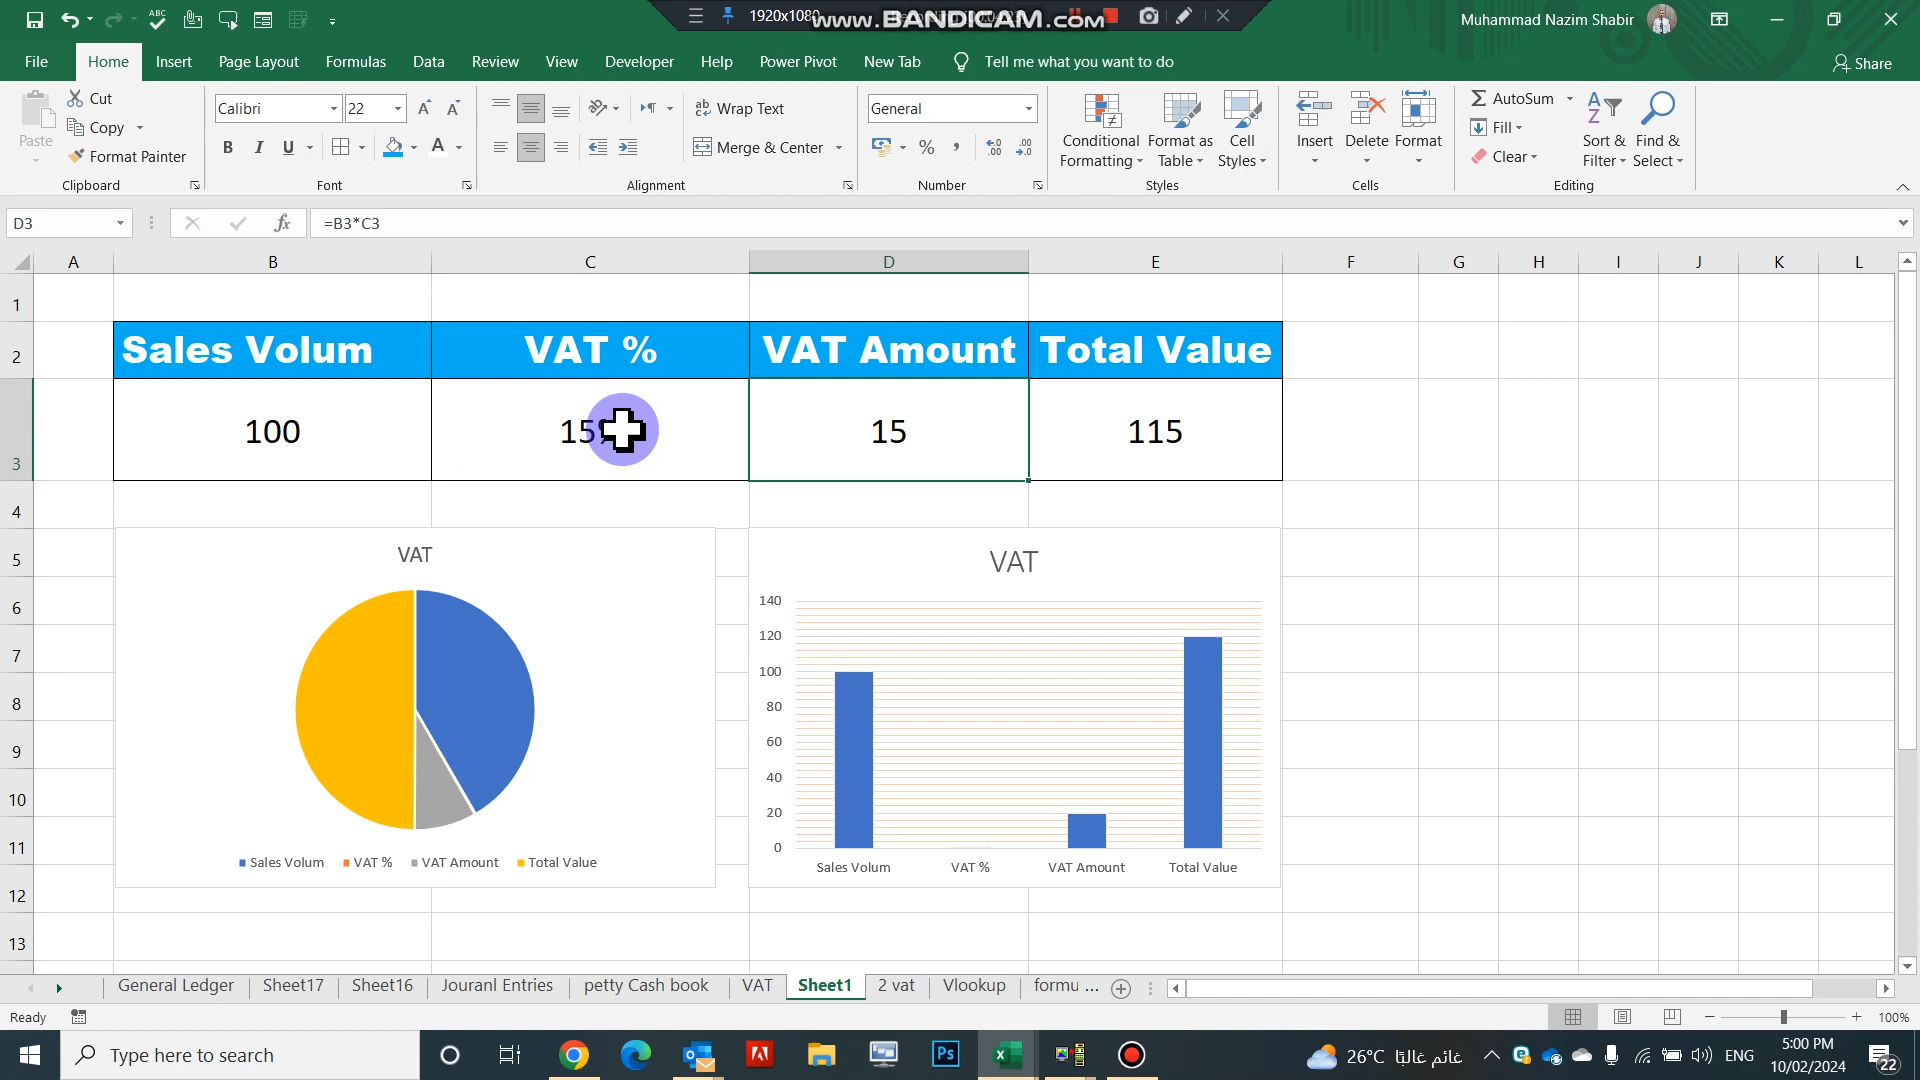 1920x1080
www.BANDICAM.com
Muhammad Nazim Shabir
File Home Insert Page Layout Formulas Data Review View Developer Help Power Pivot New Tab Tell me what you want to do Share
Paste
Cut
Copy
Format Painter
Clipboard
Calibri 22
B I U A
Font
Wrap Text
Merge & Center
Alignment
General
%
Number
Conditional Formatting
Format as Table
Cell Styles
Styles
Insert Delete Format
Cells
AutoSum
Fill
Clear
Sort & Filter
Find & Select
Editing
D3 fx =B3*C3
A B C D E F G H I J K L
1
2 Sales Volum VAT % VAT Amount Total Value
3 100 15% 15 115
4
5
6
7
8
9
10
11
12
13
VAT
Sales Volum VAT % VAT Amount Total Value
VAT
140
120
100
80
60
40
20
0
Sales Volum VAT % VAT Amount Total Value
General Ledger Sheet17 Sheet16 Jouranl Entries petty Cash book VAT Sheet1 2 vat Vlookup formu ...
Ready 100%
Type here to search
26°C غائم غالبًا
ENG
5:00 PM
10/02/2024
22